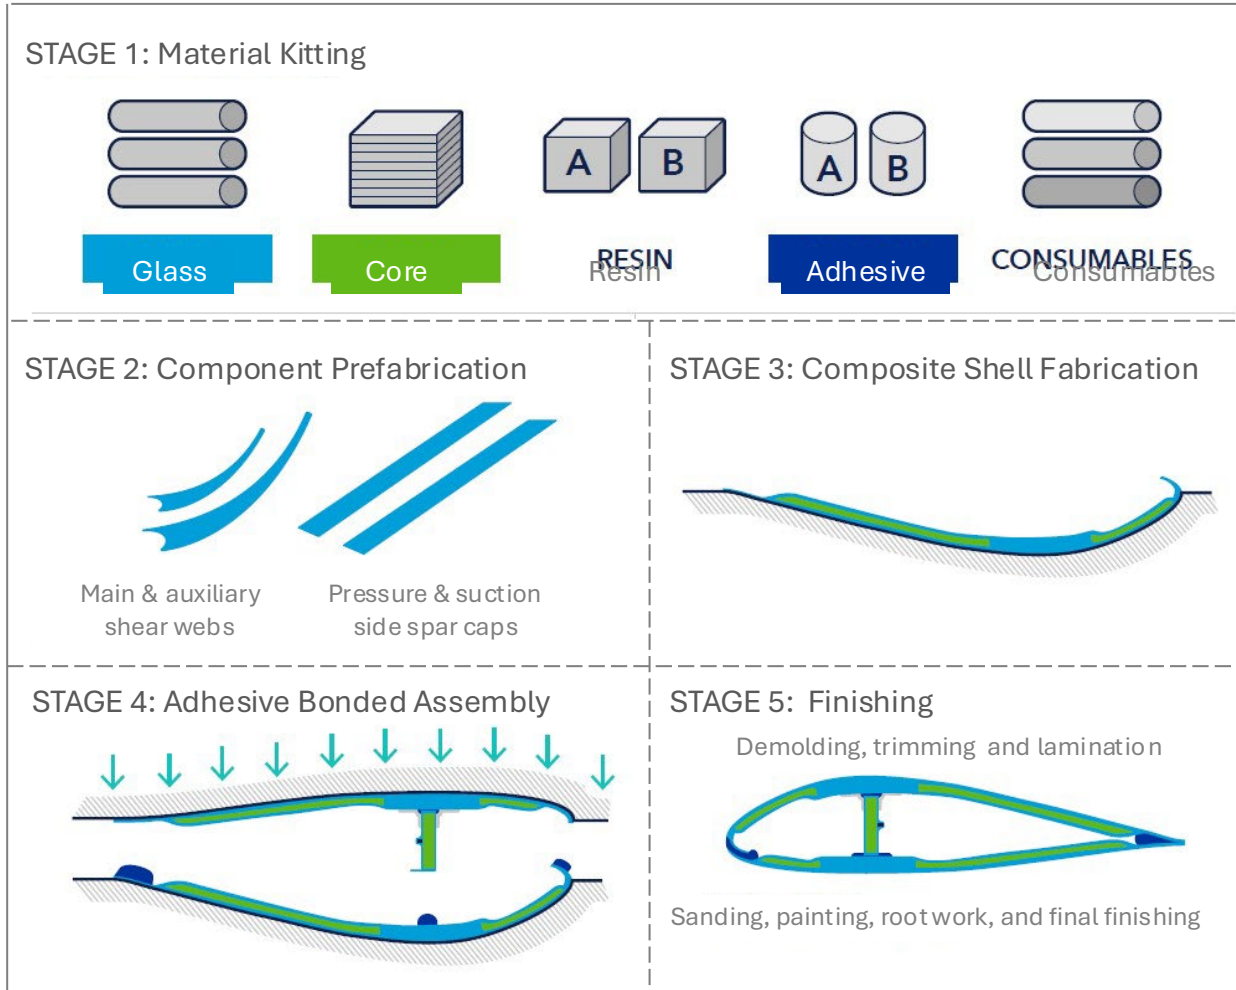 STAGE 1: Material Kitting
A B
A B
Glass
Core
RESIN
Resin
Adhesive
CONSUMABLES
Consumables
STAGE 2: Component Prefabrication
Main & auxiliary
shear webs
Pressure & suction
side spar caps
STAGE 3: Composite Shell Fabrication
STAGE 4: Adhesive Bonded Assembly
STAGE 5: Finishing
Demolding, trimming and lamination
Sanding, painting, root work, and final finishing